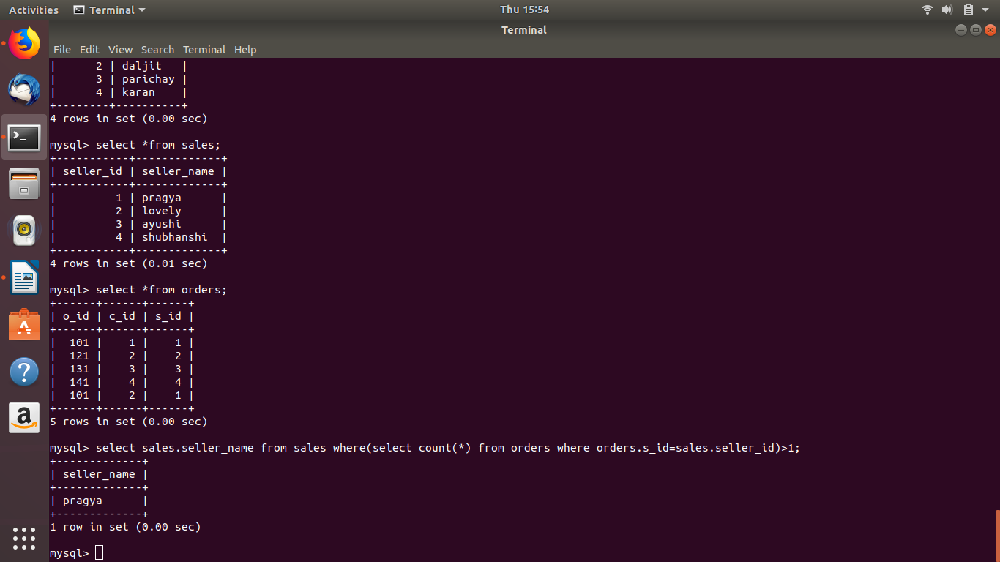 Activities Terminal Thu 15:54
Terminal
File Edit View Search Terminal Help
|      2 | daljit   |
|      3 | parichay |
|      4 | karan    |
+--------+----------+
4 rows in set (0.00 sec)

mysql> select *from sales;
+-----------+-------------+
| seller_id | seller_name |
+-----------+-------------+
|         1 | pragya      |
|         2 | lovely      |
|         3 | ayushi      |
|         4 | shubhanshi  |
+-----------+-------------+
4 rows in set (0.01 sec)

mysql> select *from orders;
+------+------+------+
| o_id | c_id | s_id |
+------+------+------+
|  101 |    1 |    1 |
|  121 |    2 |    2 |
|  131 |    3 |    3 |
|  141 |    4 |    4 |
|  101 |    2 |    1 |
+------+------+------+
5 rows in set (0.00 sec)

mysql> select sales.seller_name from sales where(select count(*) from orders where orders.s_id=sales.seller_id)>1;
+-------------+
| seller_name |
+-------------+
| pragya      |
+-------------+
1 row in set (0.00 sec)

mysql>